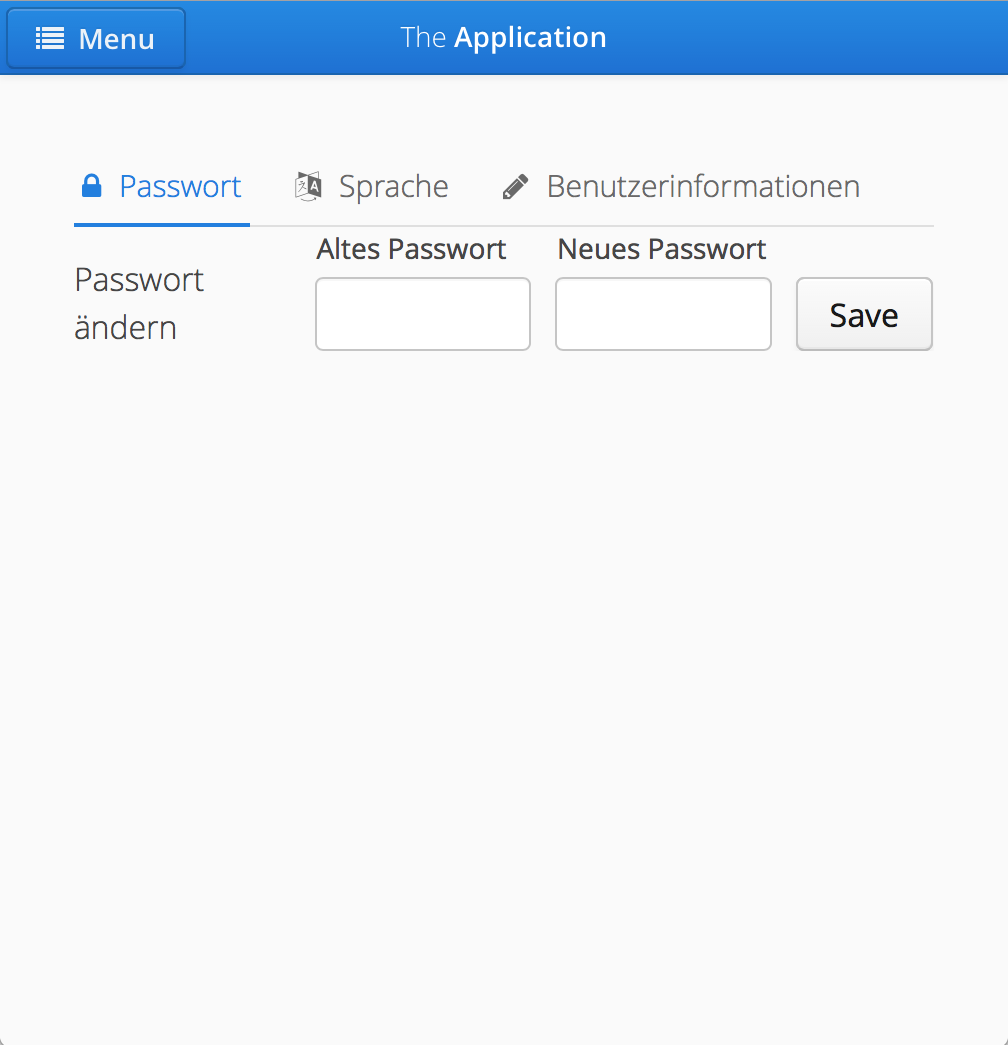 Menu
The Application
Passwort
Sprache
Benutzerinformationen
Altes Passwort
Neues Passwort
Passwort
ändern
Save